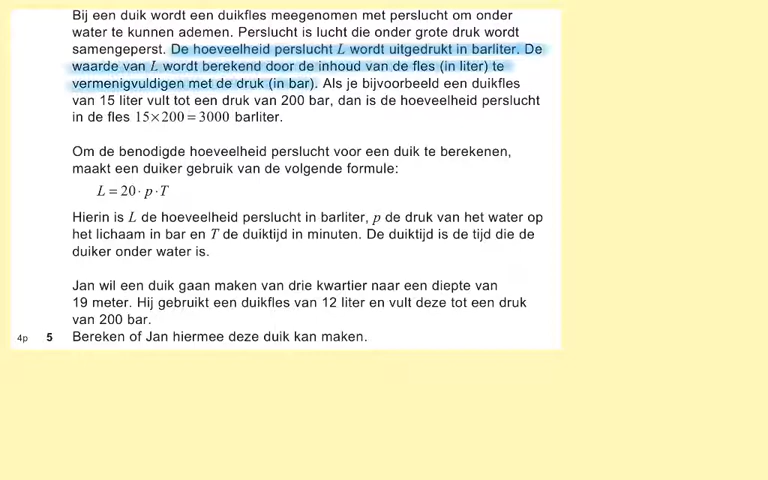 Bij een duik wordt een duikfles meegenomen met perslucht om onder
water te kunnen ademen. Perslucht is lucht die onder grote druk wordt
samengeperst. De hoeveelheid perslucht L wordt uitgedrukt in barliter. De
waarde van L wordt berekend door de inhoud van de fles (in liter) te
vermenigvuldigen met de druk (in bar). Als je bijvoorbeeld een duikfles
van 15 liter vult tot een druk van 200 bar, dan is de hoeveelheid perslucht
in de fles 15×200 = 3000 barliter.
Om de benodigde hoeveelheid perslucht voor een duik te berekenen,
maakt een duiker gebruik van de volgende formule:
L = 20 · p · T
Hierin is L de hoeveelheid perslucht in barliter, p de druk van het water op
het lichaam in bar en T de duiktijd in minuten. De duiktijd is de tijd die de
duiker onder water is.
Jan wil een duik gaan maken van drie kwartier naar een diepte van
19 meter. Hij gebruikt een duikfles van 12 liter en vult deze tot een druk
van 200 bar.
4p 5 Bereken of Jan hiermee deze duik kan maken.